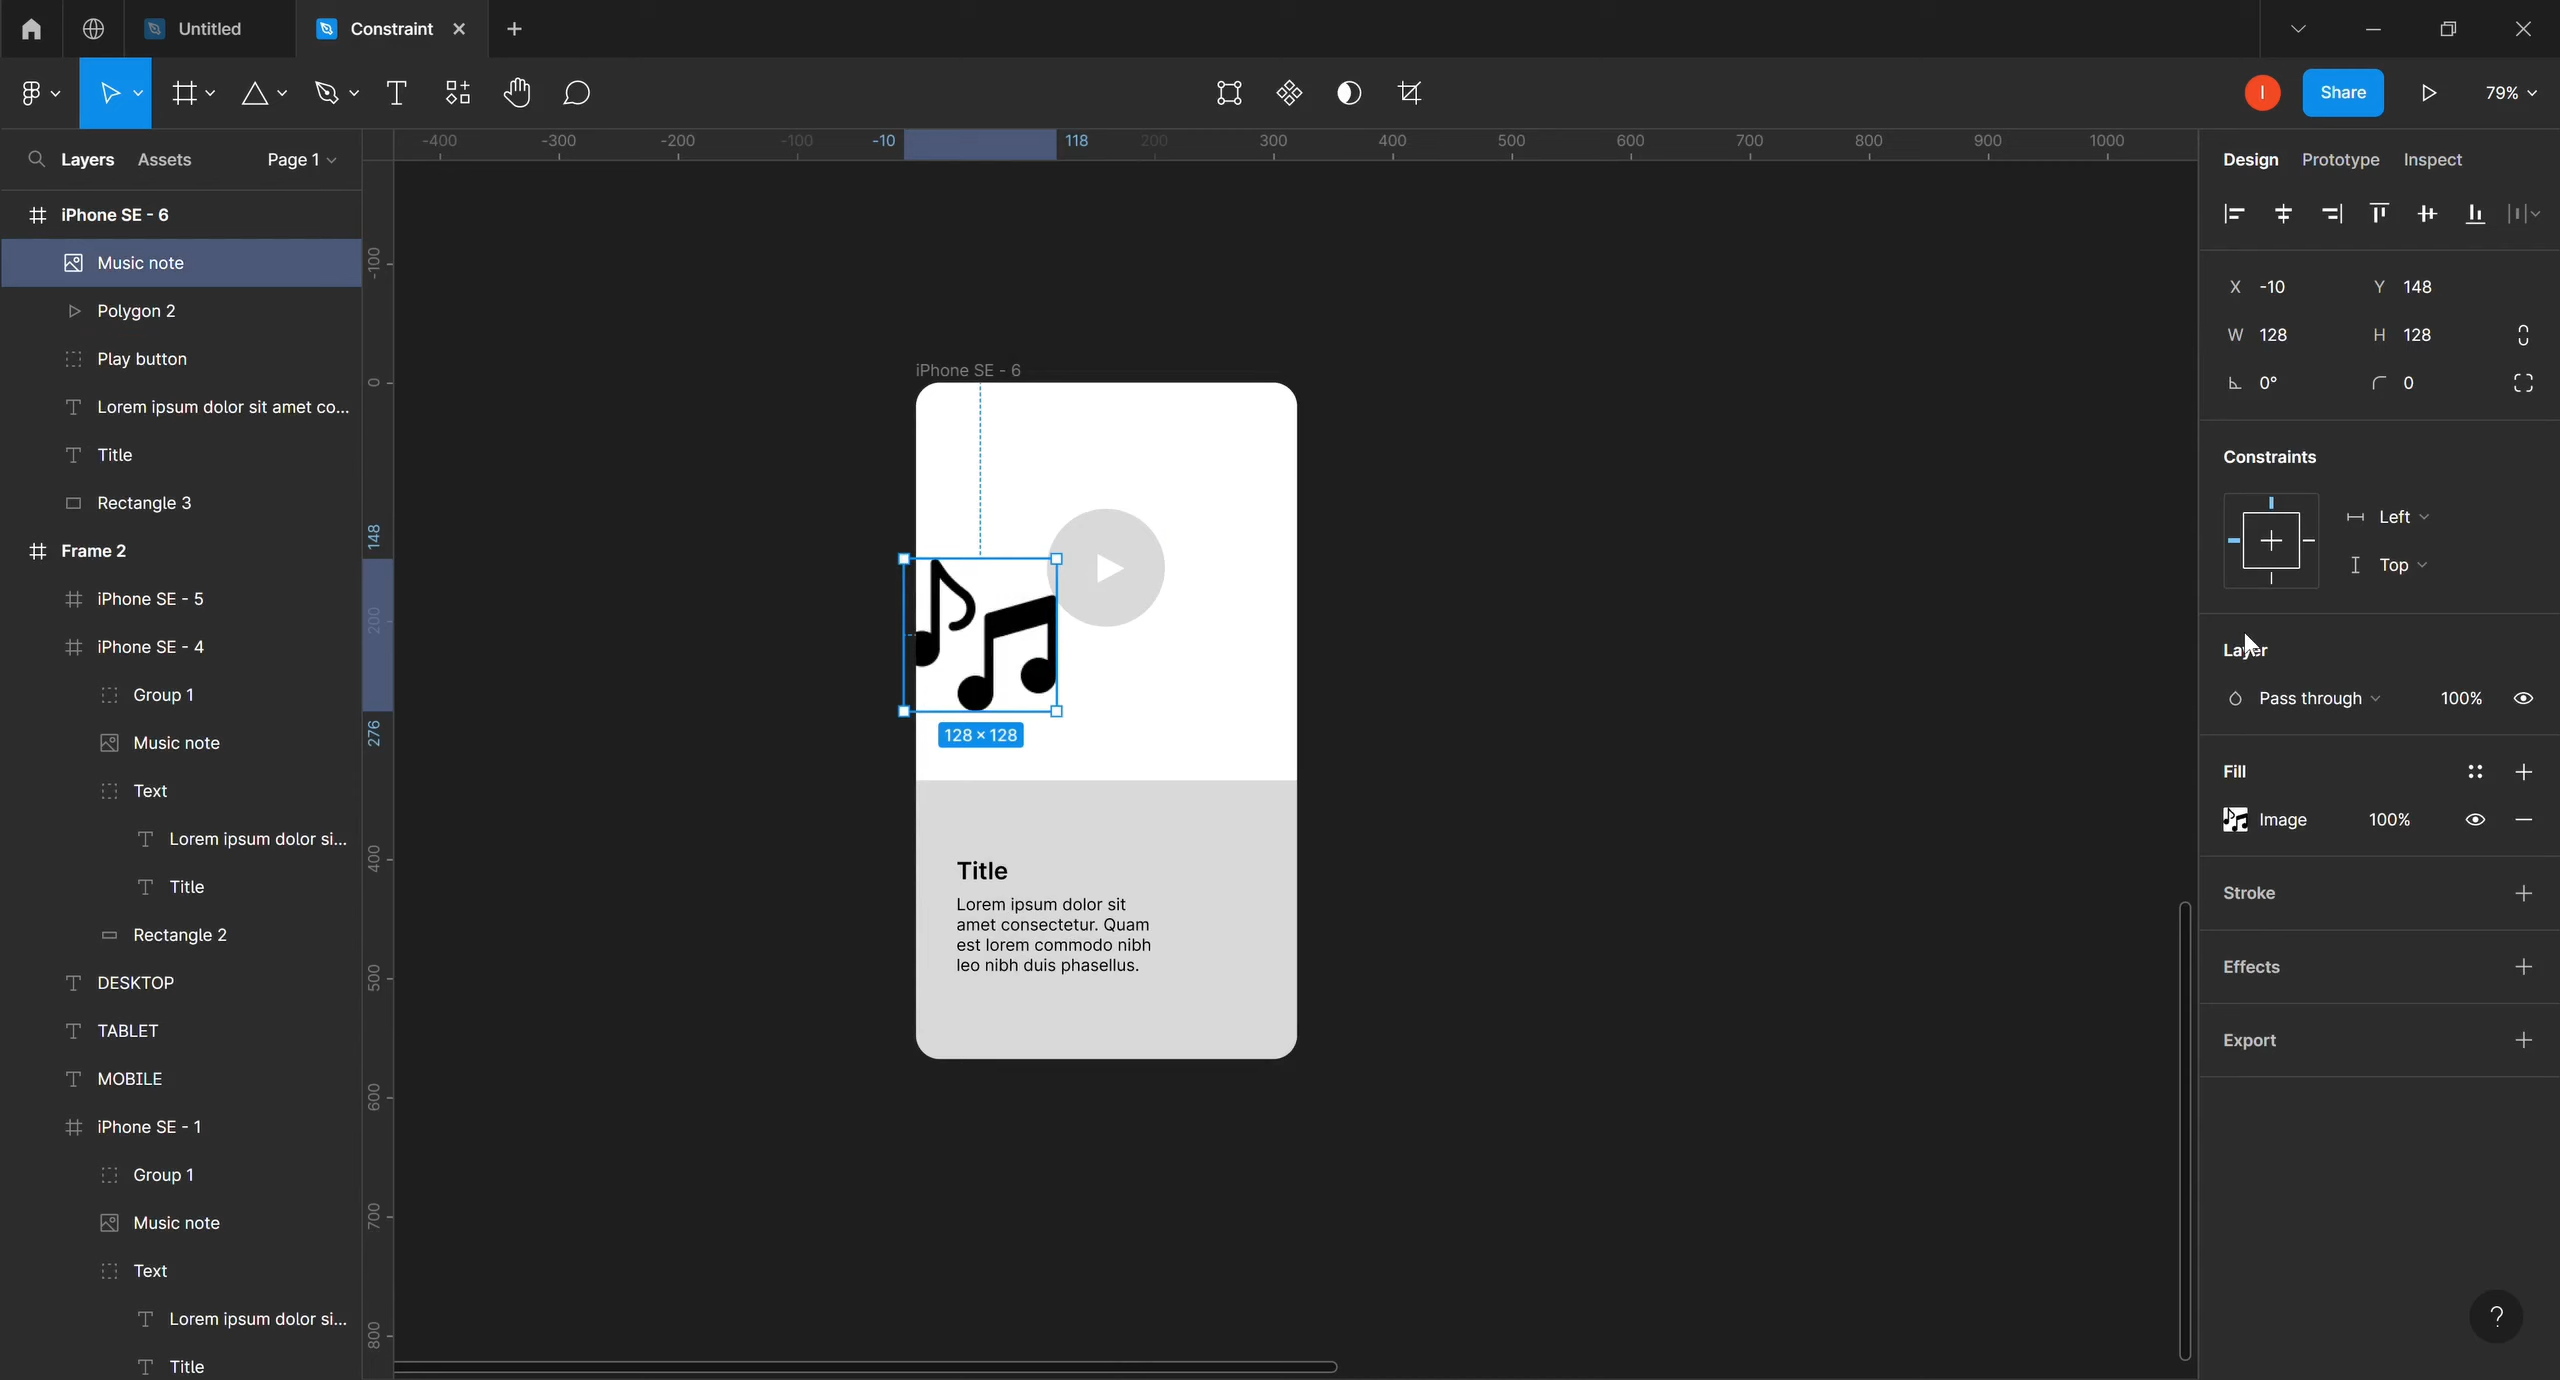 Untitled
Constraint
I
Share
79%
Layers
Assets
Page 1
-400
-300
-200
-100
-10
118
200
300
400
500
600
700
800
900
1000
Design
Prototype
Inspect
iPhone SE - 6
Music note
Polygon 2
Play button
Lorem ipsum dolor sit amet co...
Title
Rectangle 3
Frame 2
iPhone SE - 5
iPhone SE - 4
Group 1
Music note
Text
Lorem ipsum dolor si...
Title
Rectangle 2
DESKTOP
TABLET
MOBILE
iPhone SE - 1
Group 1
Music note
Text
Lorem ipsum dolor si...
Title
-100
0
148
200
276
400
500
600
700
800
iPhone SE - 6
128 × 128
Title
Lorem ipsum dolor sit
amet consectetur. Quam
est lorem commodo nibh
leo nibh duis phasellus.
X -10
Y 148
W 128
H 128
0°
0
Constraints
Left
Top
Layer
Pass through
100%
Fill
Image
100%
Stroke
Effects
Export
?